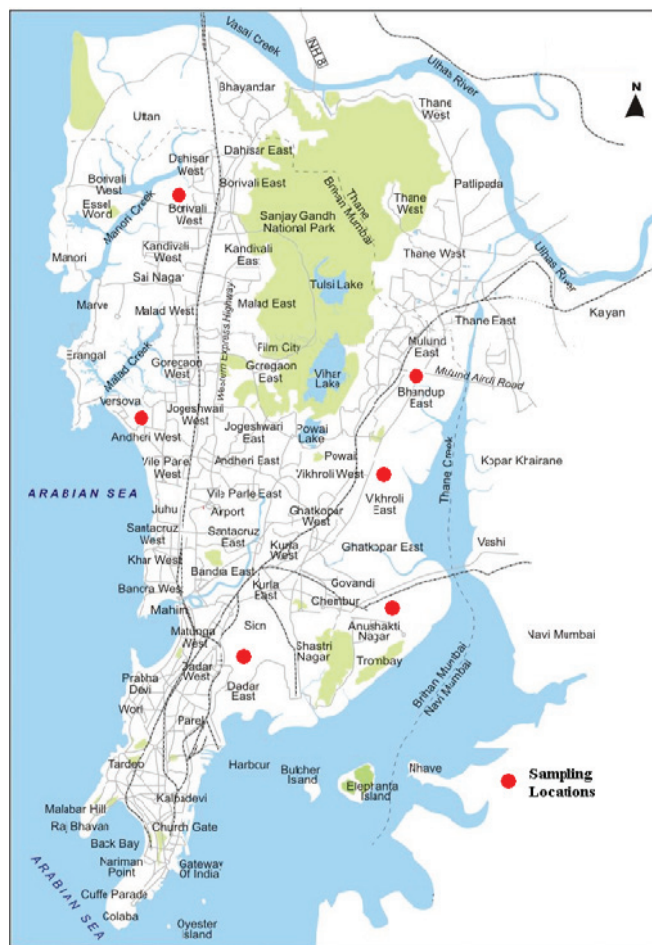 Vasai Creek
NH 8
Ulhas River
N
Bhayandar
Uttan
Thane
West
Dahisar East
Dahisar
West
Borivali
West
Borivali East
Essel
World
Manori Creek
Borivali
West
Thane
Brihan Mumbai
Thane
West
Patlipada
Sanjay Gandh
National Park
Kandivali
West
Kandivali
East
Thane West
Ulhas River
Manori
Sai Nagar
Tulsi Lake
Marve
Malad West
Malad East
Western Express Highway
Kayan
Thane East
Erangal
Malad Creek
Film City
Mulund
East
Goregaon
West
Goregaon
East
Vihar
Lake
Mulund Airoli Road
Bhandup
East
Versova
Jogeshwari
West
Andheri West
Jogeshwari
East
Powai
Lake
Powai
Thane Creek
Kopar Khairane
Vile Parle
West
Andheri East
Vikhroli West
ARABIAN SEA
Vile Parle East
Vikhroli
East
Juhu
Airport
Ghatkopar
West
Santacruz
West
Santacruz
East
Kurla
West
Ghatkopar East
Vashi
Khar West
Bandra East
Govandi
Bandra West
Kurla
East
Chembur
Mahim
Anushakti
Nagar
Matunga
West
Sion
Shastri
Nagar
Navi Mumbai
Trombay
Dadar
West
Brihan Mumbai
Navi Mumbai
Prabha
Devi
Dadar
East
Worl
Parel
Tardeo
Harbour
Butcher
Island
Elephanta
Island
Nhave
Sampling
Locations
Malabar Hill
Kalbadevi
Raj Bhavan
Church Gate
Back Bay
Nariman
Point
Gateway
Of India
Cuffe Parade
ARABIAN SEA
Colaba
Oyester
Island